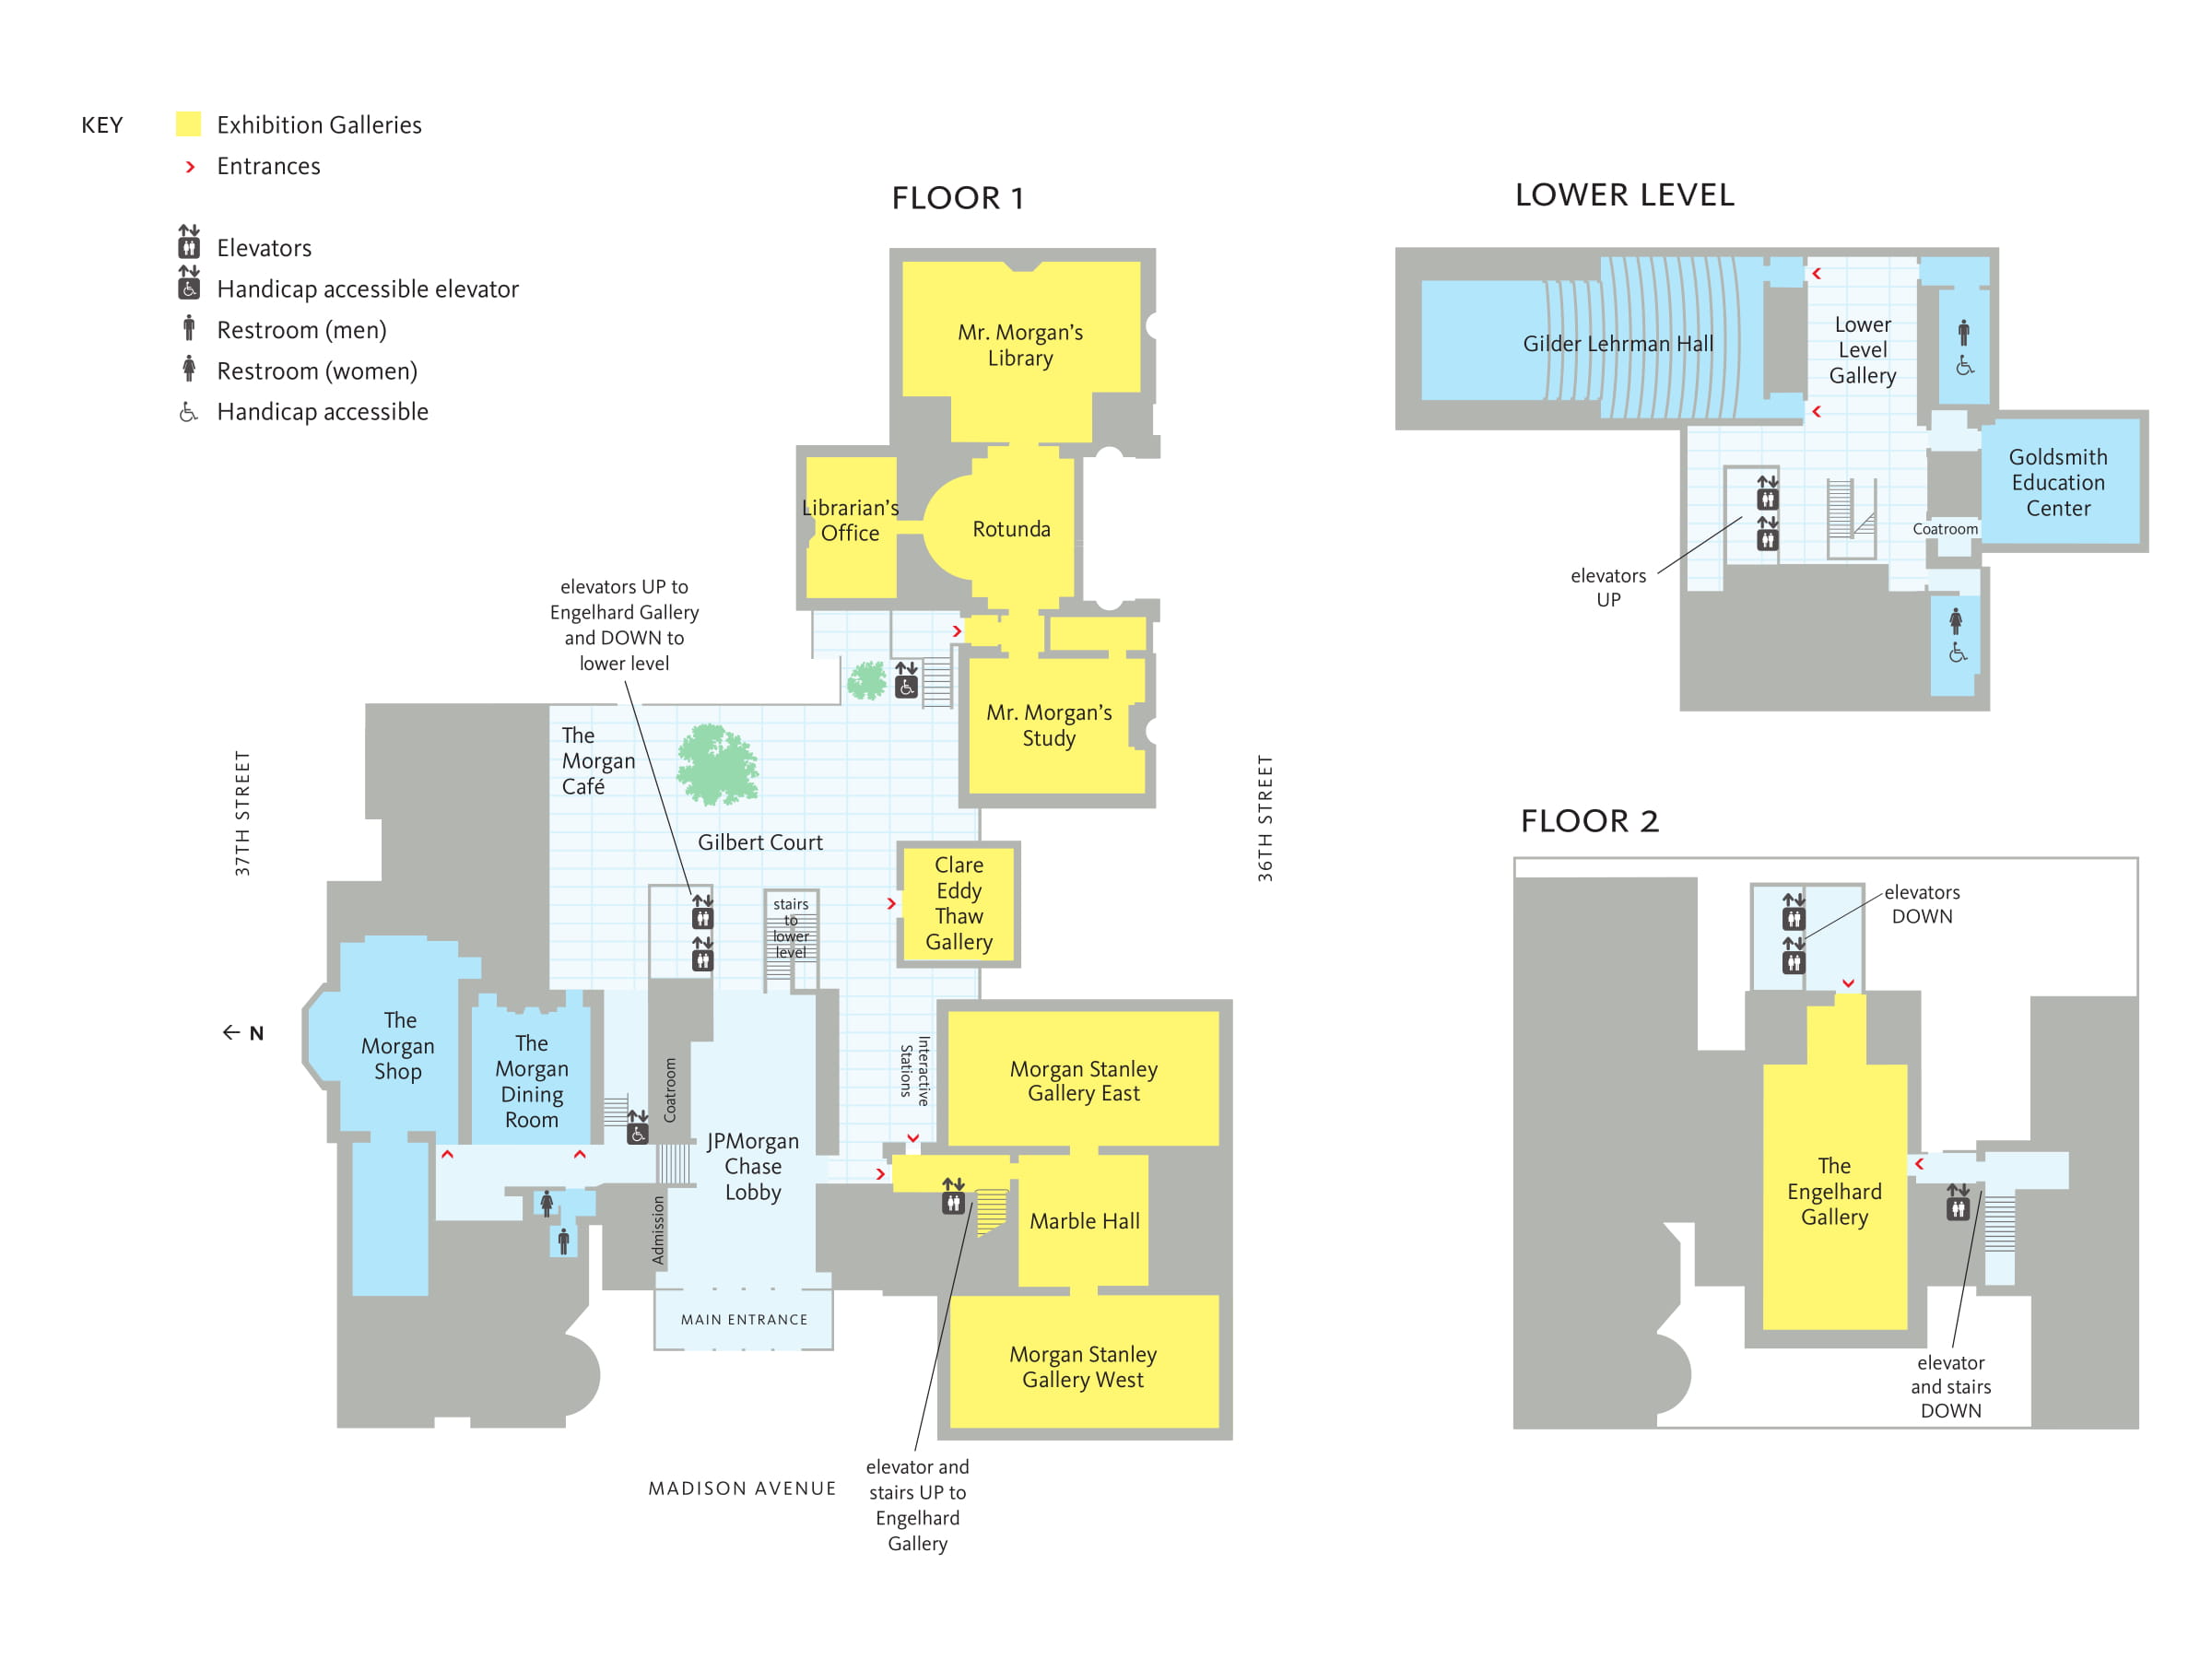 KEY
Exhibition Galleries
Entrances
Elevators
Handicap accessible elevator
Restroom (men)
Restroom (women)
Handicap accessible
FLOOR 1
Mr. Morgan's
Library
Librarian's
Office
Rotunda
elevators UP to
Engelhard Gallery
and DOWN to
lower level
Mr. Morgan's
Study
The
Morgan
Café
Gilbert Court
37TH STREET
36TH STREET
Clare
Eddy
Thaw
Gallery
stairs
to
lower
level
← N
The
Morgan
Shop
The
Morgan
Dining
Room
Coatroom
Interactive
Stations
Morgan Stanley
Gallery East
JPMorgan
Chase
Lobby
Admission
Marble Hall
MAIN ENTRANCE
Morgan Stanley
Gallery West
MADISON AVENUE
elevator and
stairs UP to
Engelhard
Gallery
LOWER LEVEL
Gilder Lehrman Hall
Lower
Level
Gallery
Goldsmith
Education
Center
Coatroom
elevators
UP
FLOOR 2
elevators
DOWN
The
Engelhard
Gallery
elevator
and stairs
DOWN